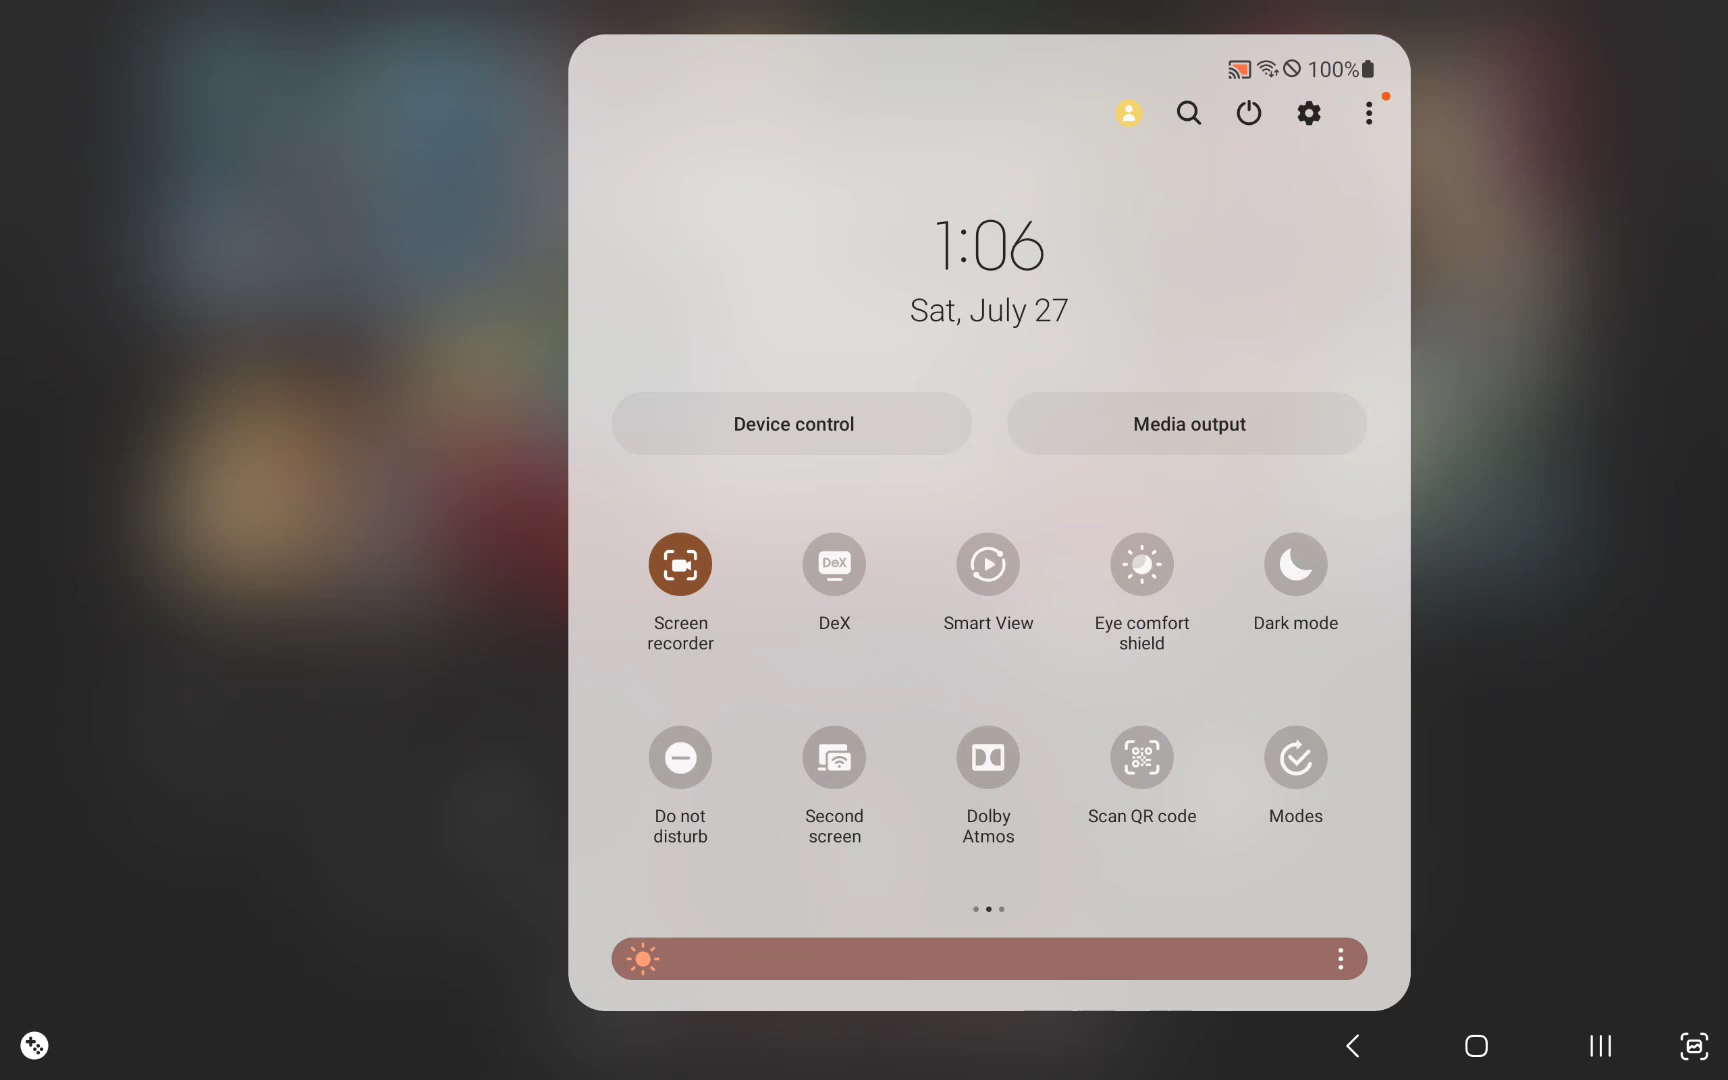 100%
1:06
Sat, July 27
Device control
Media output
Screen
recorder
DeX
DeX
Smart View
Eye comfort
shield
Dark mode
Do not
disturb
Second
screen
Dolby
Atmos
Scan QR code
Modes